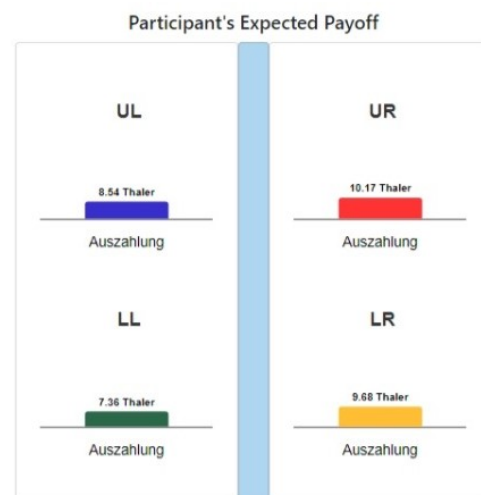 Participant's Expected Payoff
UL
UR
8.54 Thaler
10.17 Thaler
Auszahlung
Auszahlung
LL
LR
7.36 Thaler
9.68 Thaler
Auszahlung
Auszahlung